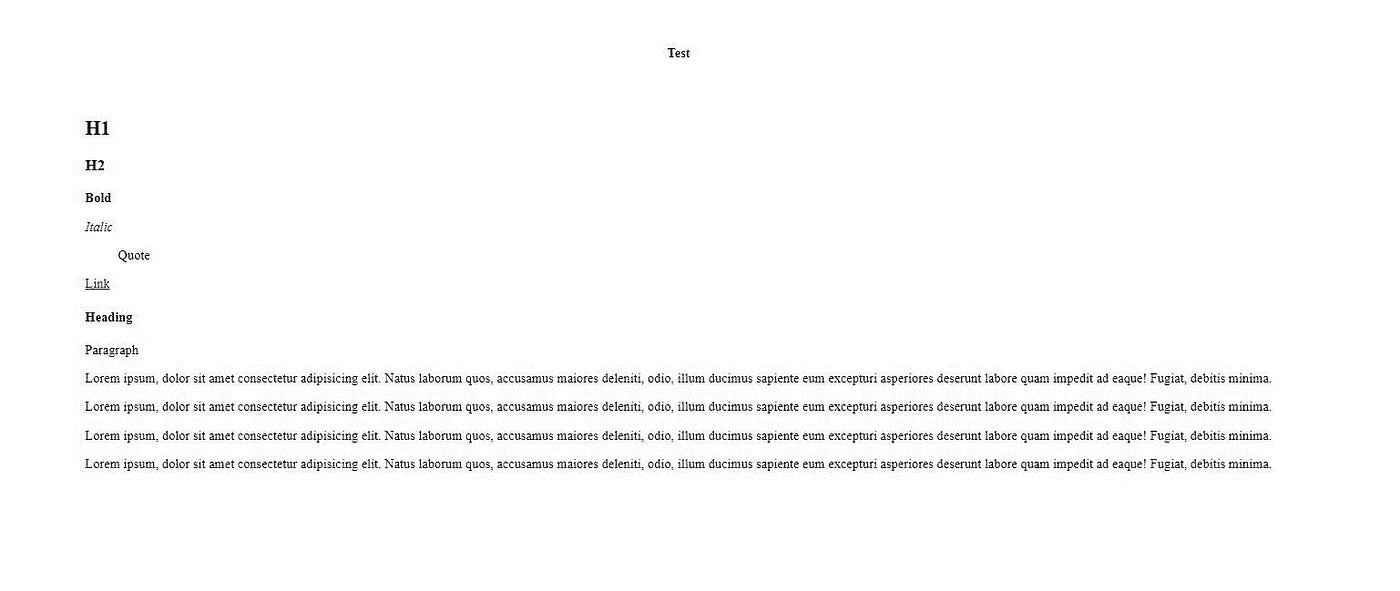 Test
H1
H2
Bold
Italic
Quote
Link
Heading
Paragraph
Lorem ipsum, dolor sit amet consectetur adipisicing elit. Natus laborum quos, accusamus maiores deleniti, odio, illum ducimus sapiente eum excepturi asperiores deserunt labore quam impedit ad eaque! Fugiat, debitis minima.
Lorem ipsum, dolor sit amet consectetur adipisicing elit. Natus laborum quos, accusamus maiores deleniti, odio, illum ducimus sapiente eum excepturi asperiores deserunt labore quam impedit ad eaque! Fugiat, debitis minima.
Lorem ipsum, dolor sit amet consectetur adipisicing elit. Natus laborum quos, accusamus maiores deleniti, odio, illum ducimus sapiente eum excepturi asperiores deserunt labore quam impedit ad eaque! Fugiat, debitis minima.
Lorem ipsum, dolor sit amet consectetur adipisicing elit. Natus laborum quos, accusamus maiores deleniti, odio, illum ducimus sapiente eum excepturi asperiores deserunt labore quam impedit ad eaque! Fugiat, debitis minima.